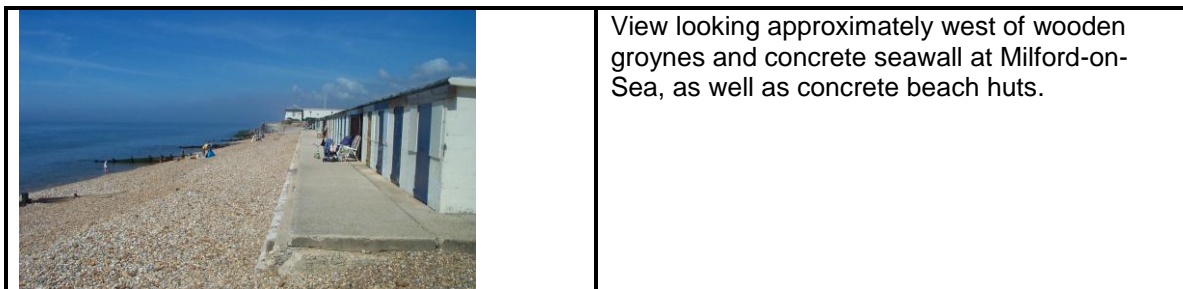 View looking approximately west of wooden
groynes and concrete seawall at Milford-on-
Sea, as well as concrete beach huts.